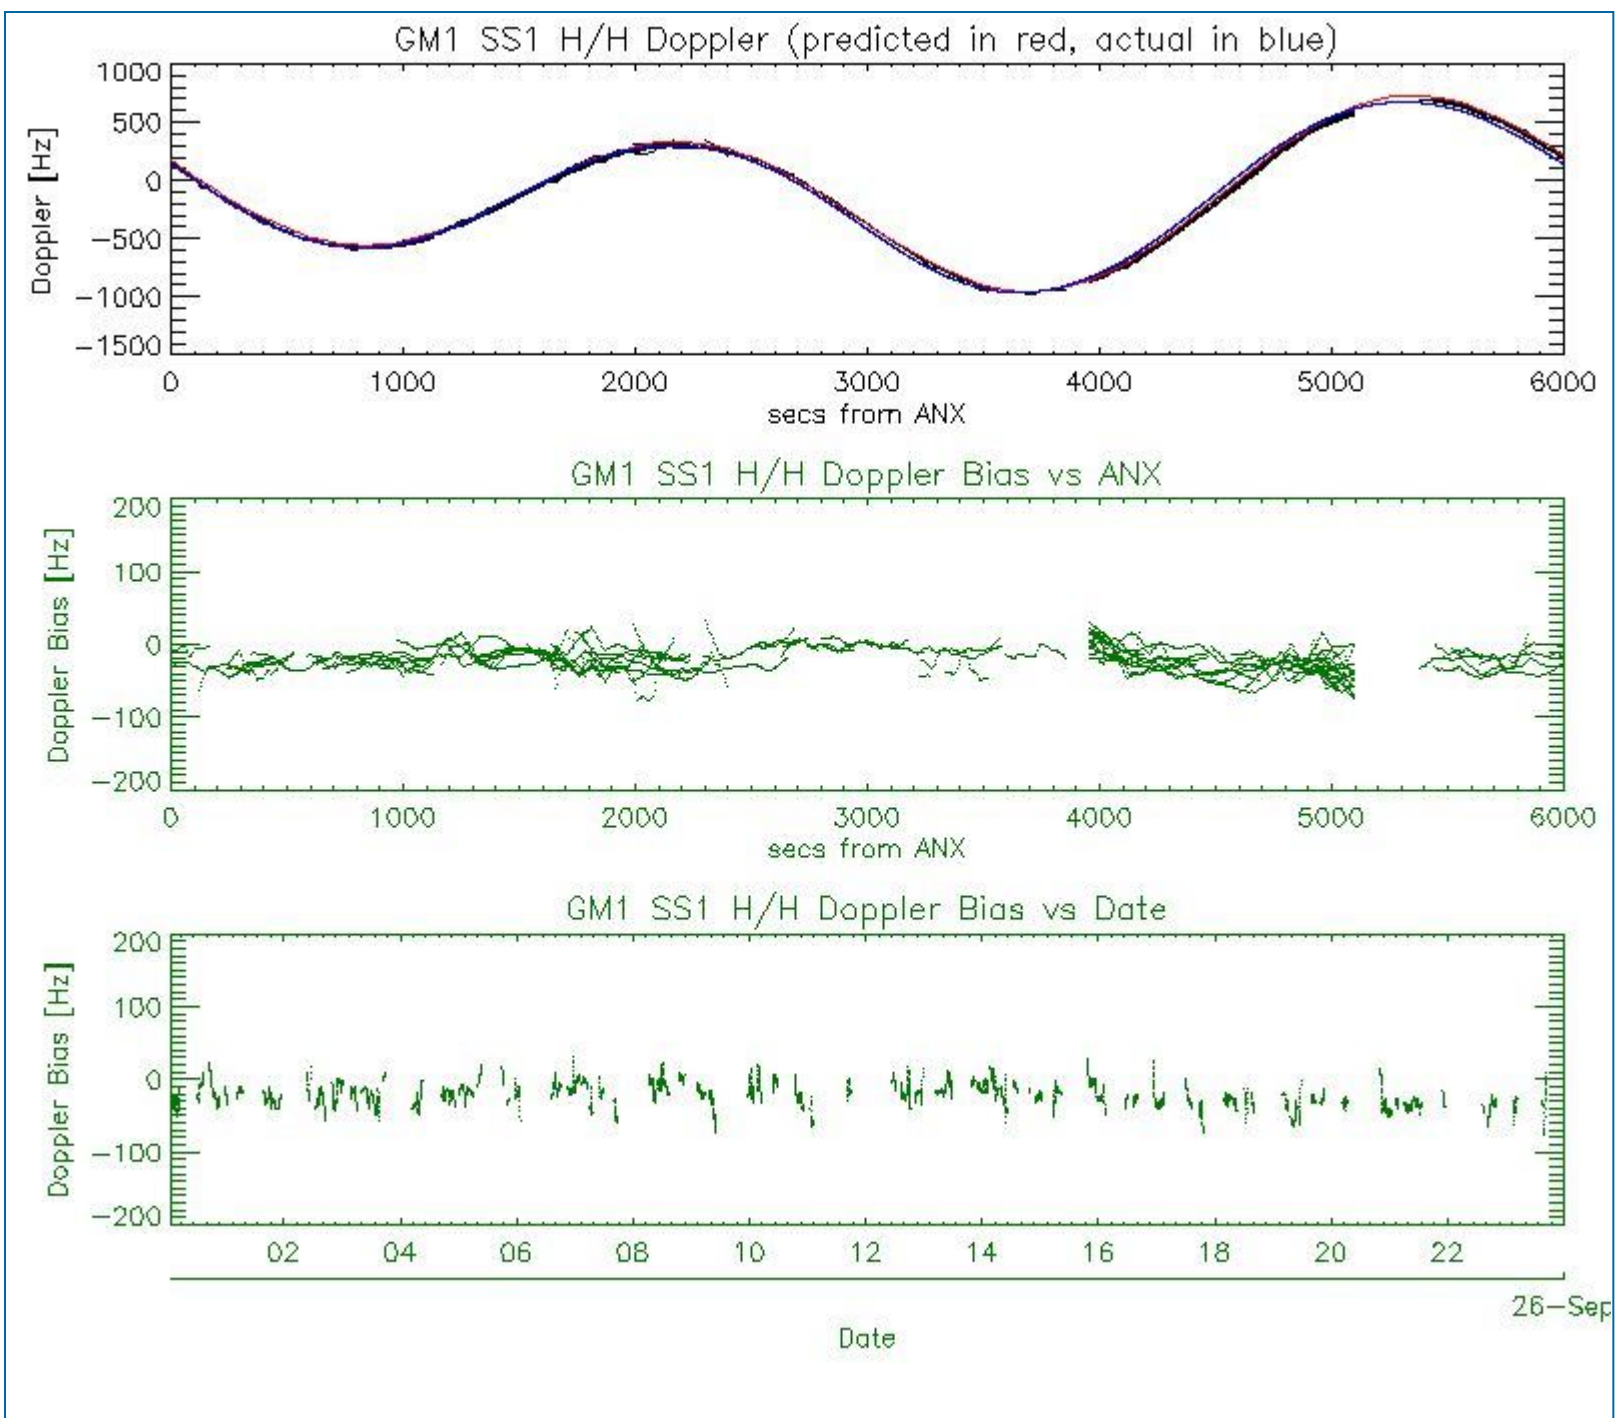 GM1 SS1 H/H Doppler (predicted in red, actual in blue)
1000
500
0
-500
-1000
-1500
Doppler [Hz]
0 1000 2000 3000 4000 5000 6000
secs from ANX
GM1 SS1 H/H Doppler Bias vs ANX
200
100
0
-100
-200
Doppler Bias [Hz]
0 1000 2000 3000 4000 5000 6000
secs from ANX
GM1 SS1 H/H Doppler Bias vs Date
200
100
0
-100
-200
Doppler Bias [Hz]
02 04 06 08 10 12 14 16 18 20 22
26-Sep
Date